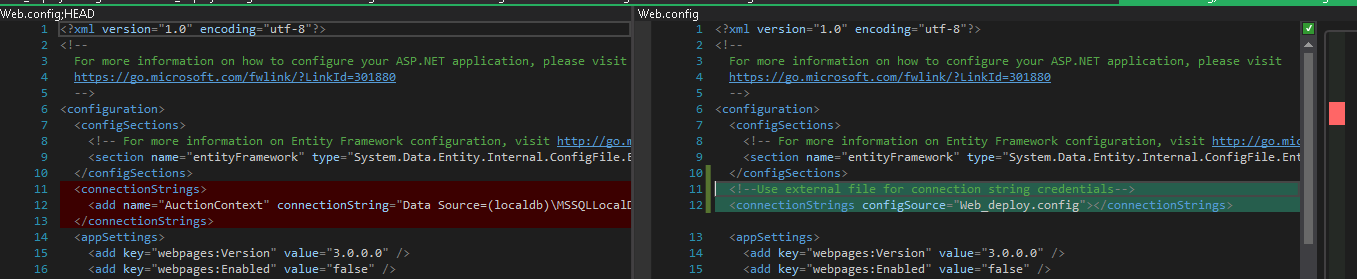 Web.config;HEAD
1 <?xml version="1.0" encoding="utf-8"?>
2 <!--
3 For more information on how to configure your ASP.NET application, please visit
4 https://go.microsoft.com/fwlink/?LinkId=301880
5 -->
6 <configuration>
7 <configSections>
8 <!-- For more information on Entity Framework configuration, visit http://go.m
9 <section name="entityFramework" type="System.Data.Entity.Internal.ConfigFile.E
10 </configSections>
11 <connectionStrings>
12 <add name="AuctionContext" connectionString="Data Source=(localdb)\MSSQLLocalD
13 </connectionStrings>
14 <appSettings>
15 <add key="webpages:Version" value="3.0.0.0" />
16 <add key="webpages:Enabled" value="false" />
Web.config
1 <?xml version="1.0" encoding="utf-8"?>
2 <!--
3 For more information on how to configure your ASP.NET application, please visit
4 https://go.microsoft.com/fwlink/?LinkId=301880
5 -->
6 <configuration>
7 <configSections>
8 <!-- For more information on Entity Framework configuration, visit http://go.mic
9 <section name="entityFramework" type="System.Data.Entity.Internal.ConfigFile.Ent
10 </configSections>
11 <!--Use external file for connection string credentials-->
12 <connectionStrings configSource="Web_deploy.config"></connectionStrings>
13 <appSettings>
14 <add key="webpages:Version" value="3.0.0.0" />
15 <add key="webpages:Enabled" value="false" />